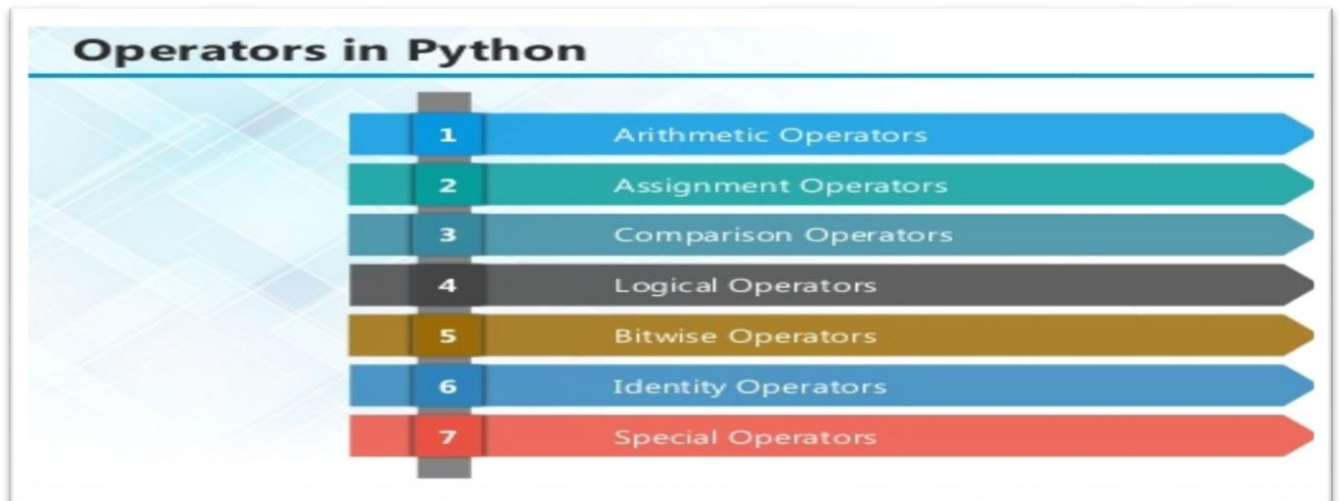 Operators in Python
1 Arithmetic Operators
2 Assignment Operators
3 Comparison Operators
4 Logical Operators
5 Bitwise Operators
6 Identity Operators
7 Special Operators